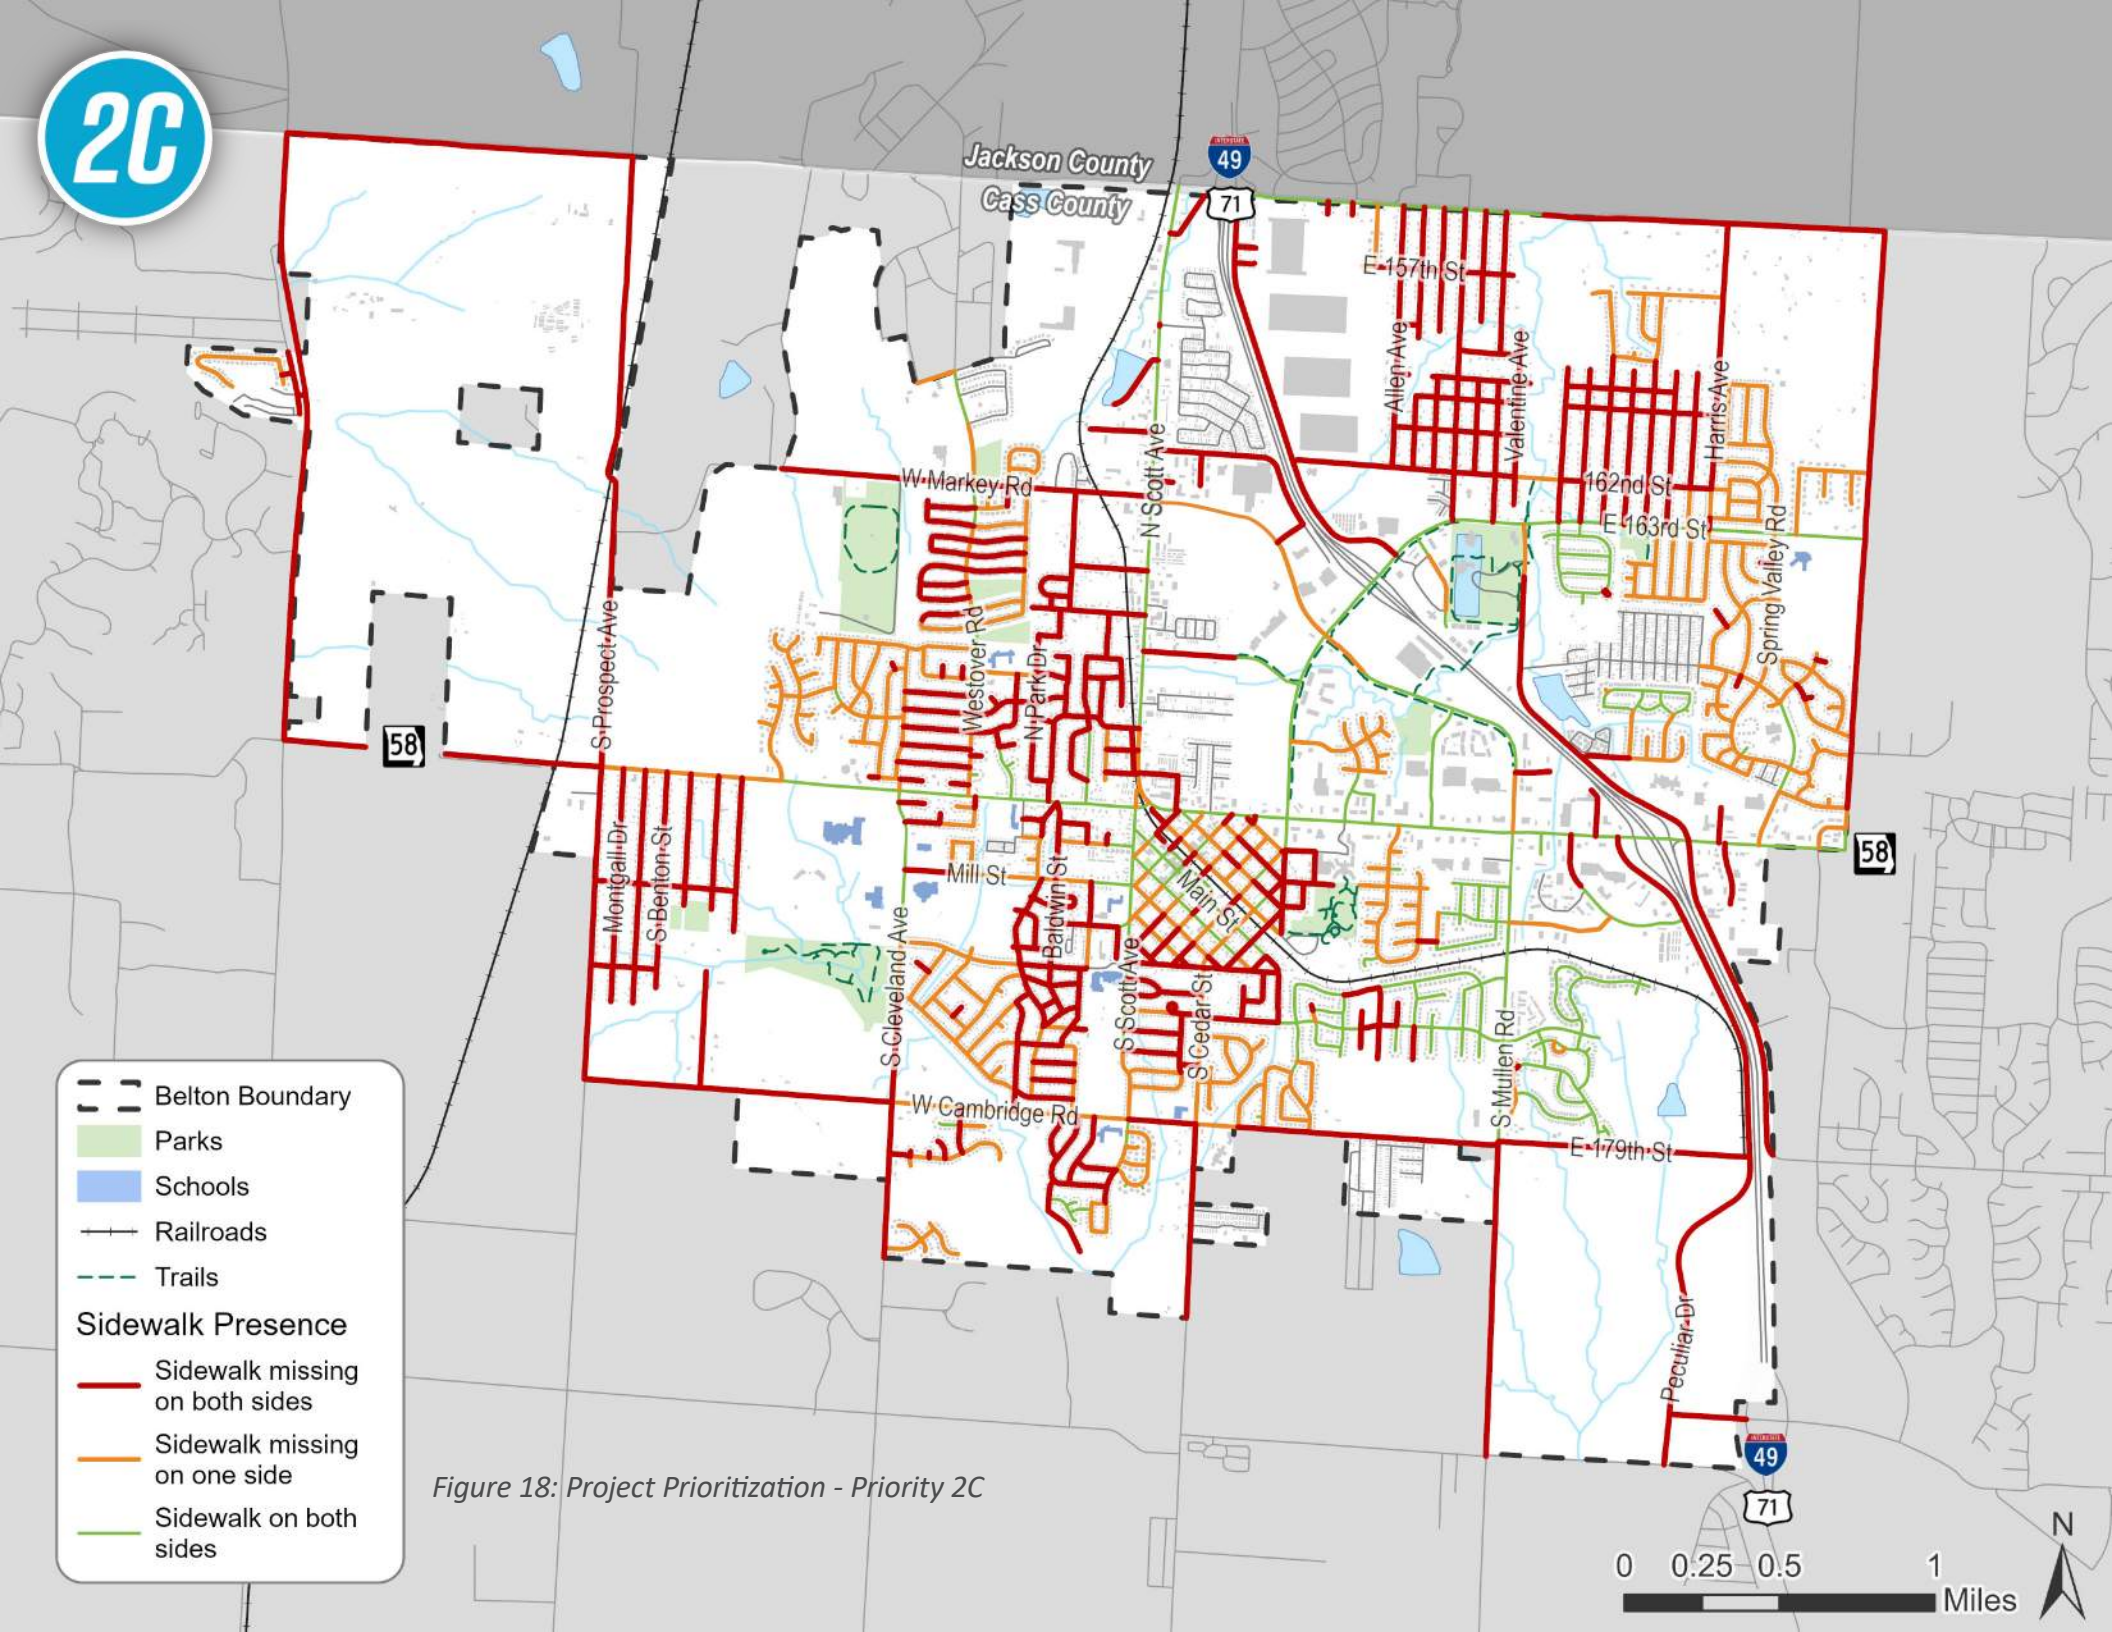 2C
Jackson County
Cass County
INTERSTATE
49
71
E 157th St
Allen Ave
Valentine Ave
Harris Ave
N Scott Ave
W Markey Rd
162nd St
E 163rd St
Spring Valley Rd
S Prospect Ave
Westover Rd
N Park Dr
58
58
Montgall Dr
S Benton St
Mill St
Baldwin St
Main St
S Cleveland Ave
S Scott Ave
S Cedar St
S Mullen Rd
W Cambridge Rd
E 179th St
Peculiar Dr
INTERSTATE
49
71
Belton Boundary
Parks
Schools
Railroads
Trails
Sidewalk Presence
Sidewalk missing
on both sides
Sidewalk missing
on one side
Sidewalk on both
sides
Figure 18: Project Prioritization - Priority 2C
N
0 0.25 0.5 1
Miles